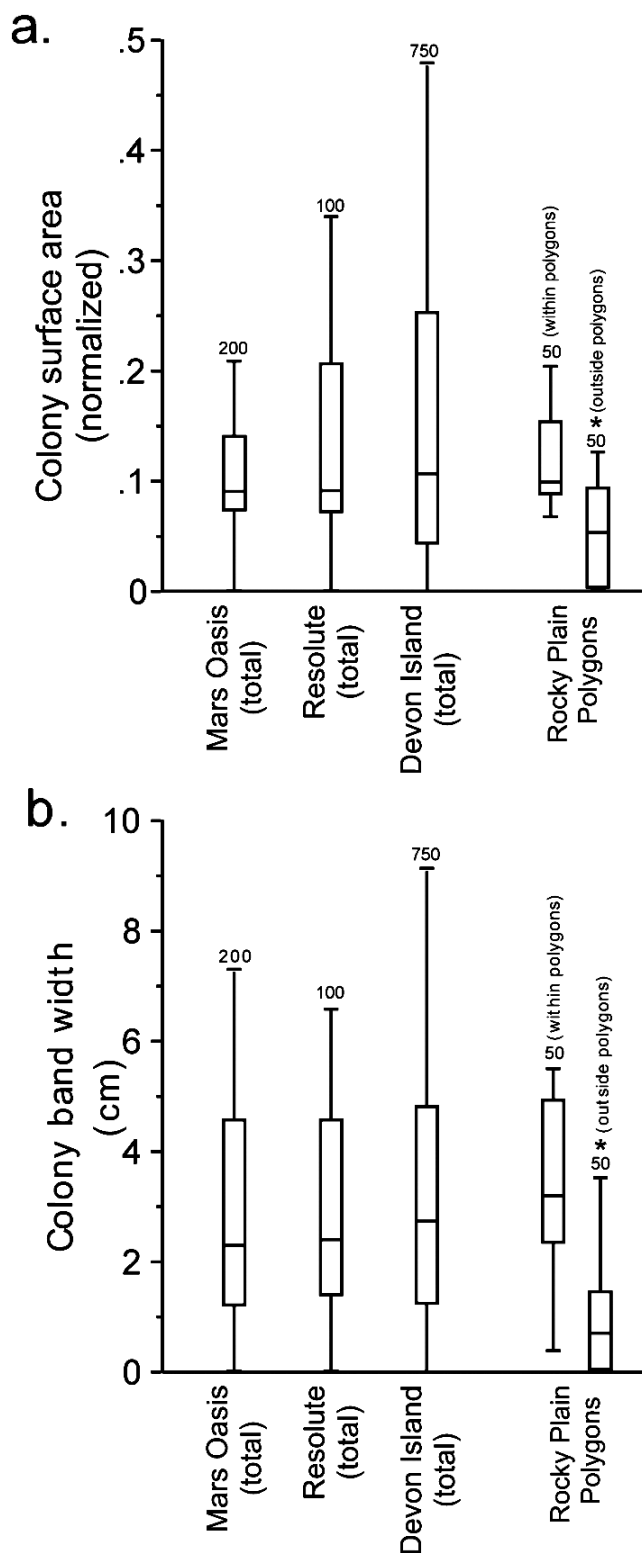 a.
Colony surface area
(normalized)
.5
.4
.3
.2
.1
0
200
100
750
50 (within polygons)
50 * (outside polygons)
Mars Oasis
(total)
Resolute
(total)
Devon Island
(total)
Rocky Plain
Polygons
b.
Colony band width
(cm)
10
8
6
4
2
0
200
100
750
50 (within polygons)
50 * (outside polygons)
Mars Oasis
(total)
Resolute
(total)
Devon Island
(total)
Rocky Plain
Polygons